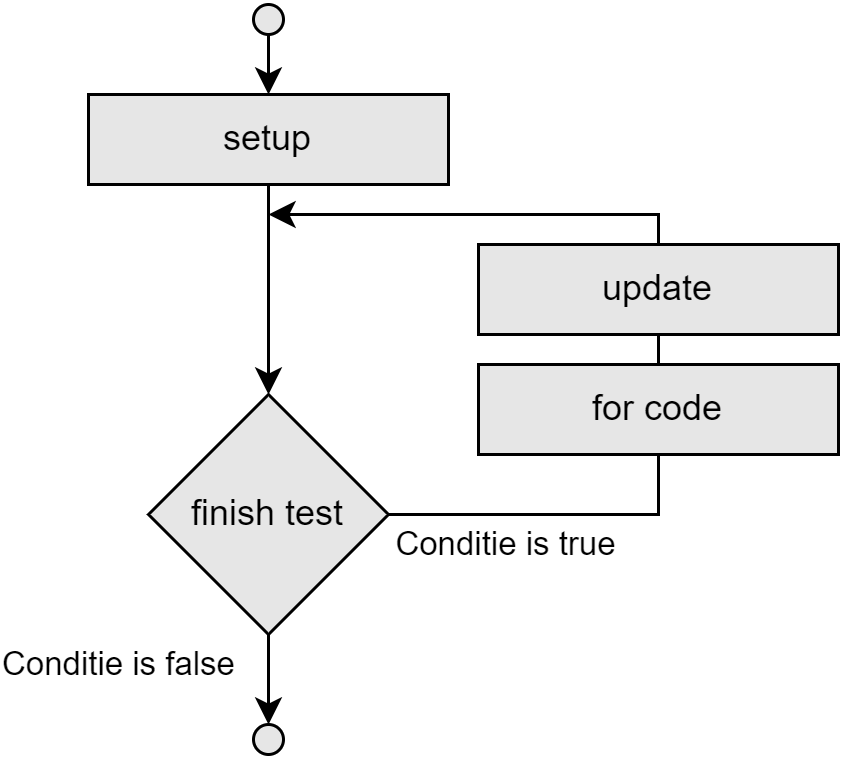 setup
update
for code
finish test
Conditie is true
Conditie is false